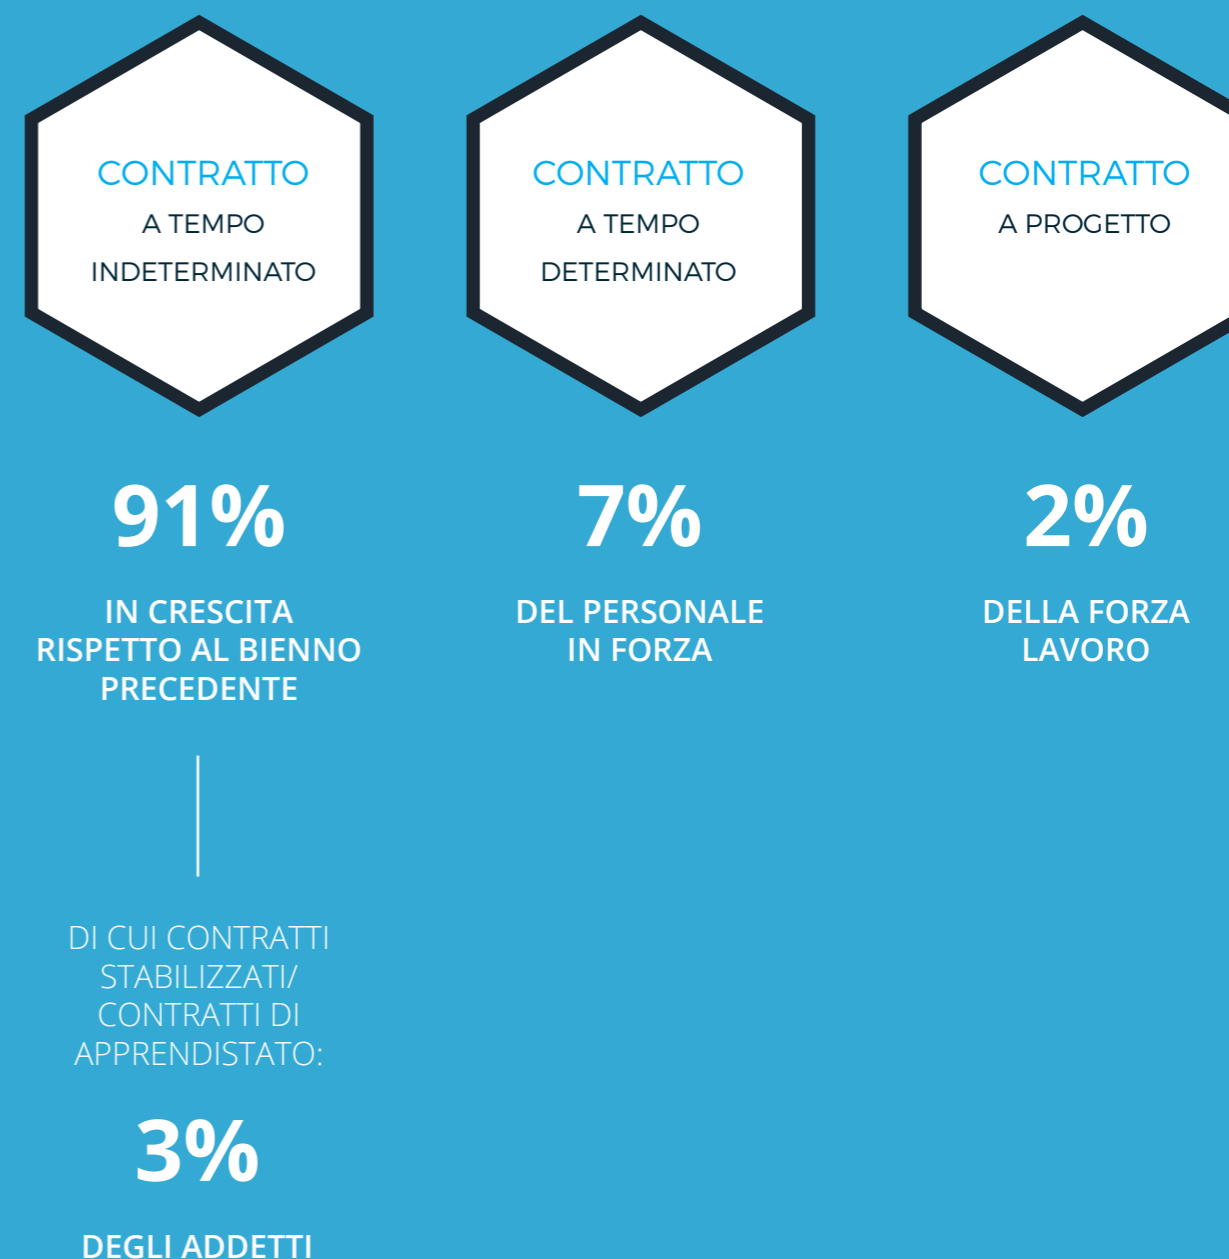 CONTRATTO
A TEMPO
INDETERMINATO
91%
IN CRESCITA
RISPETTO AL BIENNO
PRECEDENTE
DI CUI CONTRATTI
STABILIZZATI/
CONTRATTI DI
APPRENDISTATO:
3%
DEGLI ADDETTI
CONTRATTO
A TEMPO
DETERMINATO
7%
DEL PERSONALE
IN FORZA
CONTRATTO
A PROGETTO
2%
DELLA FORZA
LAVORO